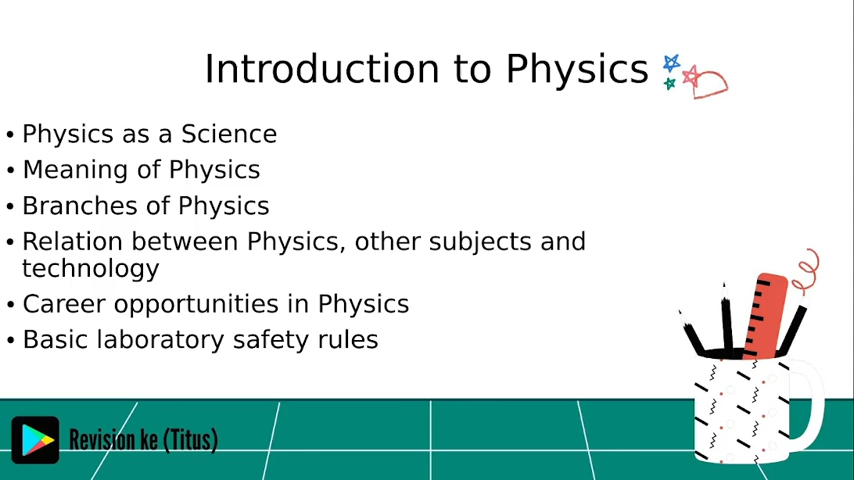 Introduction to Physics
• Physics as a Science
• Meaning of Physics
• Branches of Physics
• Relation between Physics, other subjects and
technology
• Career opportunities in Physics
• Basic laboratory safety rules
Revision ke (Titus)